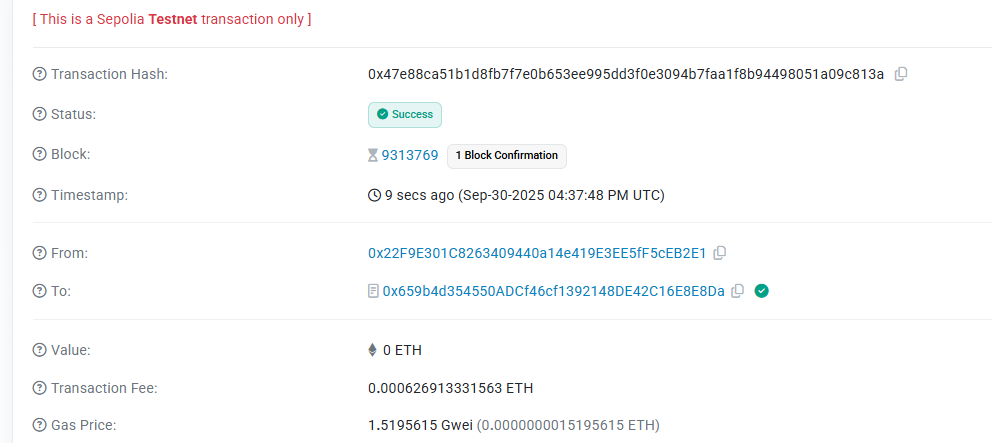 [ This is a Sepolia Testnet transaction only ]
Transaction Hash: 0x47e88ca51b1d8fb7f7e0b653ee995dd3f0e3094b7faa1f8b94498051a09c813a
Status: Success
Block: 9313769 1 Block Confirmation
Timestamp: 9 secs ago (Sep-30-2025 04:37:48 PM UTC)
From: 0x22F9E301C8263409440a14e419E3EE5fF5cEB2E1
To: 0x659b4d354550ADCf46cf1392148DE42C16E8E8Da
Value: 0 ETH
Transaction Fee: 0.000626913331563 ETH
Gas Price: 1.5195615 Gwei (0.0000000015195615 ETH)